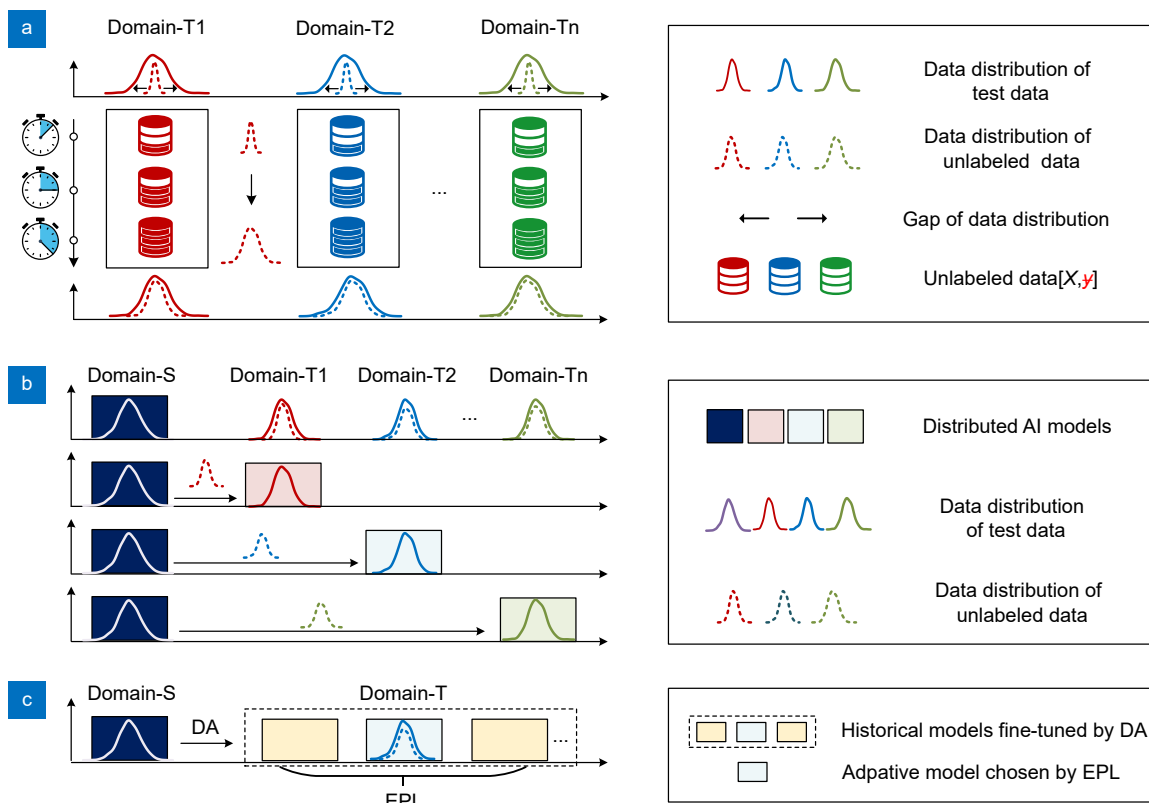 a
Domain-T1
Domain-T2
Domain-Tn
...
Data distribution of
test data
Data distribution of
unlabeled data
Gap of data distribution
Unlabeled data[X,y]
b
Domain-S
Domain-T1
Domain-T2
Domain-Tn
...
Distributed AI models
Data distribution
of test data
Data distribution of
unlabeled data
c
Domain-S
Domain-T
DA
...
EPL
Historical models fine-tuned by DA
Adpative model chosen by EPL